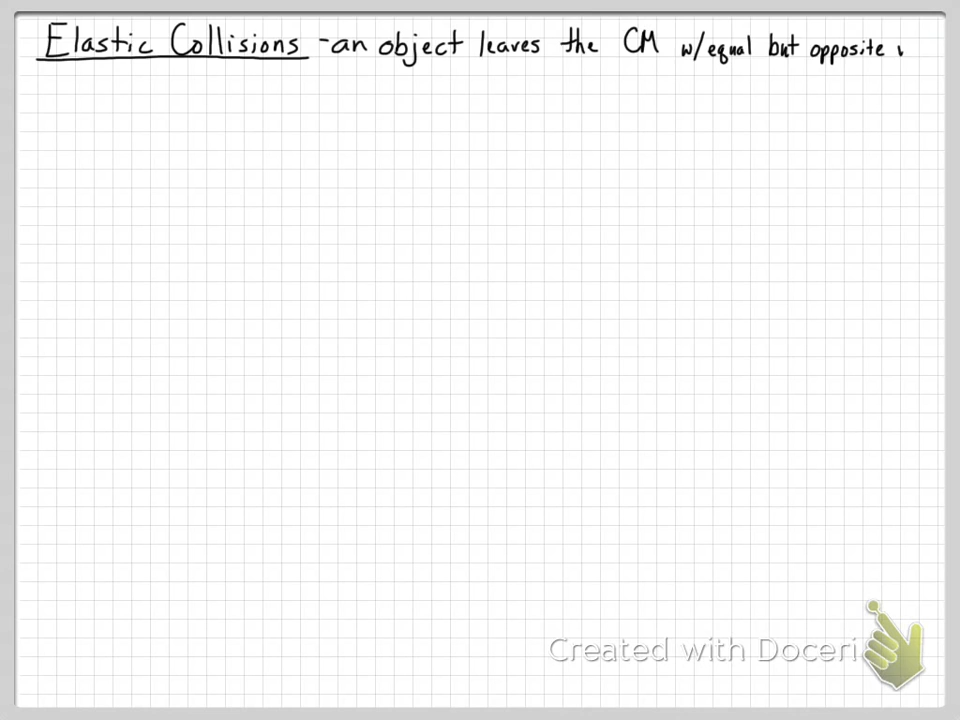 Elastic Collisions -an object leaves the CM w/equal but opposite
Created with Doceri